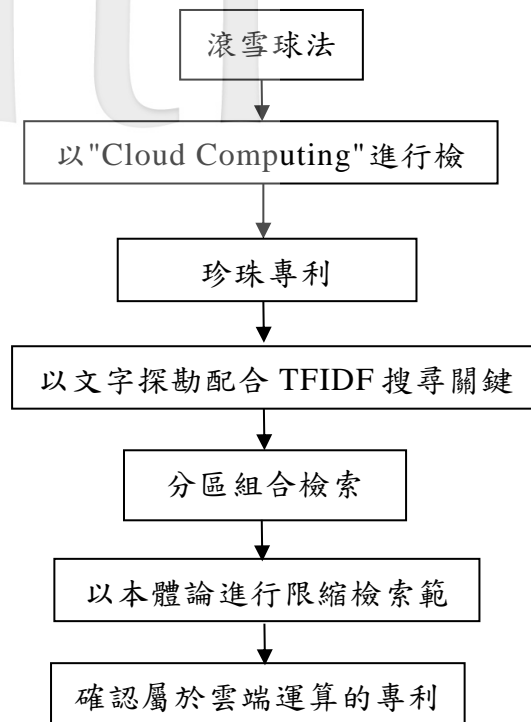 滾雪球法
以"Cloud Computing"進行檢
珍珠專利
以文字探勘配合 TFIDF 搜尋關鍵
分區組合檢索
以本體論進行限縮檢索範
確認屬於雲端運算的專利